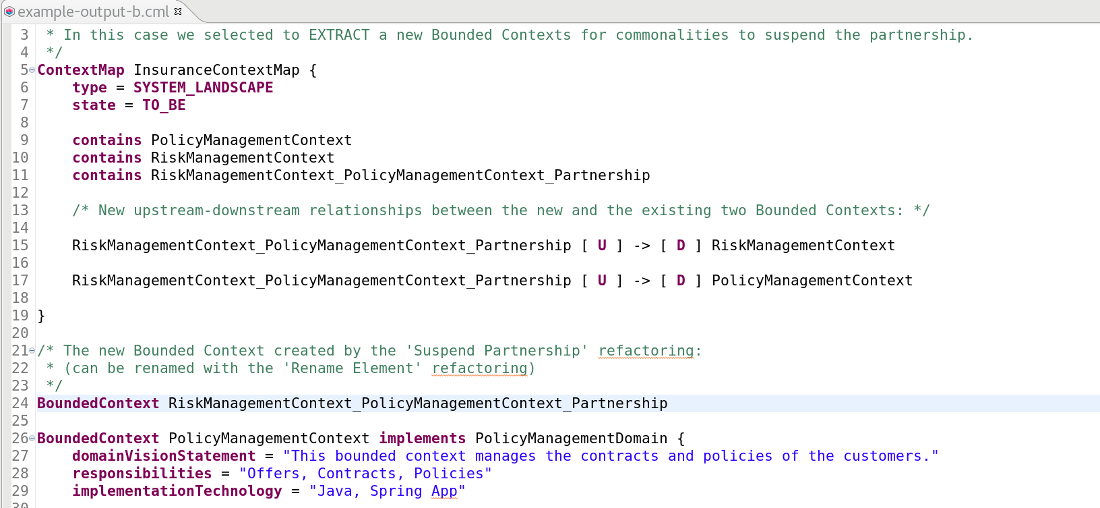 example-output-b.cml
3 * In this case we selected to EXTRACT a new Bounded Contexts for commonalities to suspend the partnership.
4 */
5 ContextMap InsuranceContextMap {
6 type = SYSTEM_LANDSCAPE
7 state = TO_BE
8
9 contains PolicyManagementContext
10 contains RiskManagementContext
11 contains RiskManagementContext_PolicyManagementContext_Partnership
12
13 /* New upstream-downstream relationships between the new and the existing two Bounded Contexts: */
14
15 RiskManagementContext_PolicyManagementContext_Partnership [ U ] -> [ D ] RiskManagementContext
16
17 RiskManagementContext_PolicyManagementContext_Partnership [ U ] -> [ D ] PolicyManagementContext
18
19 }
20
21 /* The new Bounded Context created by the 'Suspend Partnership' refactoring:
22 * (can be renamed with the 'Rename Element' refactoring)
23 */
24 BoundedContext RiskManagementContext_PolicyManagementContext_Partnership
25
26 BoundedContext PolicyManagementContext implements PolicyManagementDomain {
27 domainVisionStatement = "This bounded context manages the contracts and policies of the customers."
28 responsibilities = "Offers, Contracts, Policies"
29 implementationTechnology = "Java, Spring App"